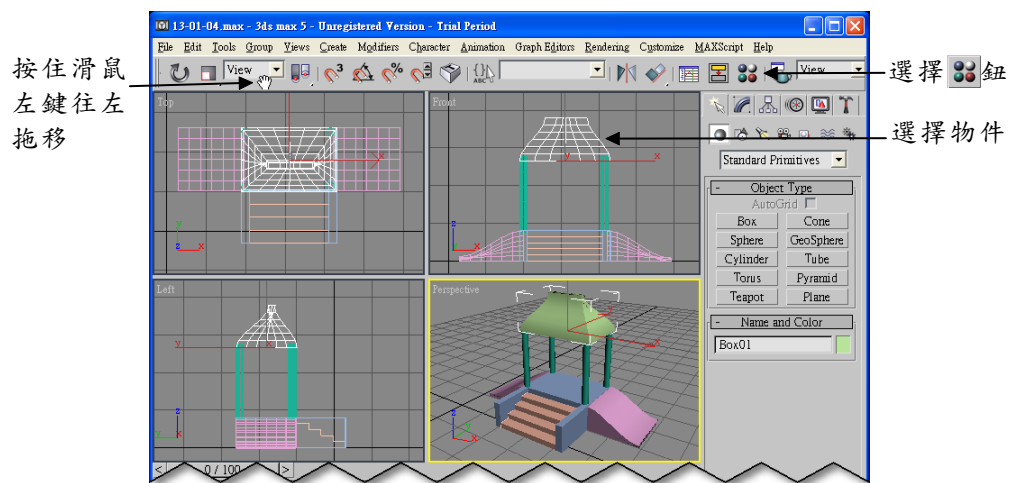 13-01-04.max - 3ds max 5 - Unregistered Version - Trial Period
File Edit Tools Group Views Create Modifiers Character Animation Graph Editors Rendering Customize MAXScript Help
按住滑鼠
左鍵往左
拖移
View
3
%
ABC
View
選擇 鈕
選擇物件
Top
Front
Standard Primitives
- Object Type
AutoGrid
Box Cone
Sphere GeoSphere
Cylinder Tube
Torus Pyramid
Teapot Plane
- Name and Color
Box01
y
x
z
x
y
x
z
x
Left
Perspective
y
x
z
y
x
z
y
x
< 0 / 100 >